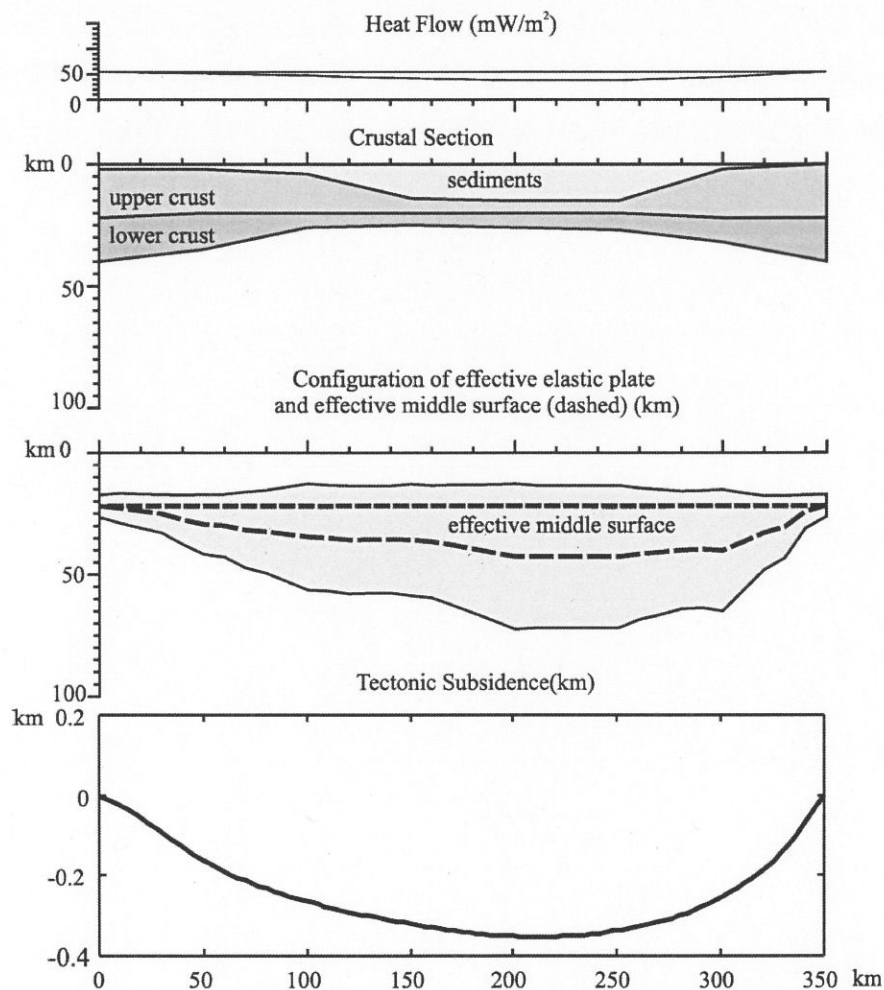 Heat Flow (mW/m²)
50
0
Crustal Section
km 0
sediments
upper crust
lower crust
50
100
Configuration of effective elastic plate
and effective middle surface (dashed) (km)
km 0
effective middle surface
50
100
Tectonic Subsidence(km)
km 0.2
0
-0.2
-0.4
0 50 100 150 200 250 300 350 km